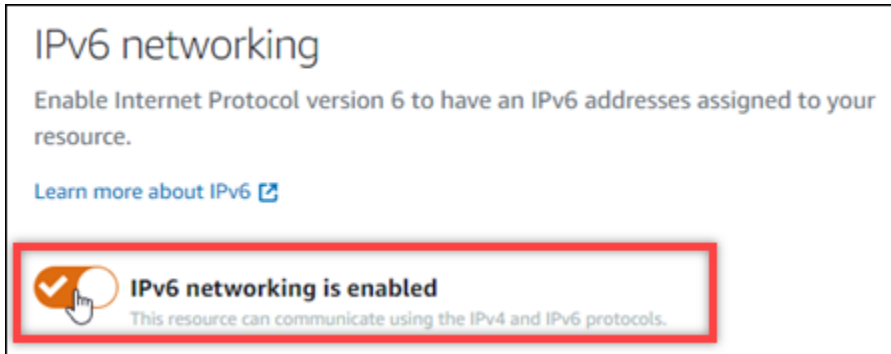 IPv6 networking
Enable Internet Protocol version 6 to have an IPv6 addresses assigned to your
resource.
Learn more about IPv6
IPv6 networking is enabled
This resource can communicate using the IPv4 and IPv6 protocols.